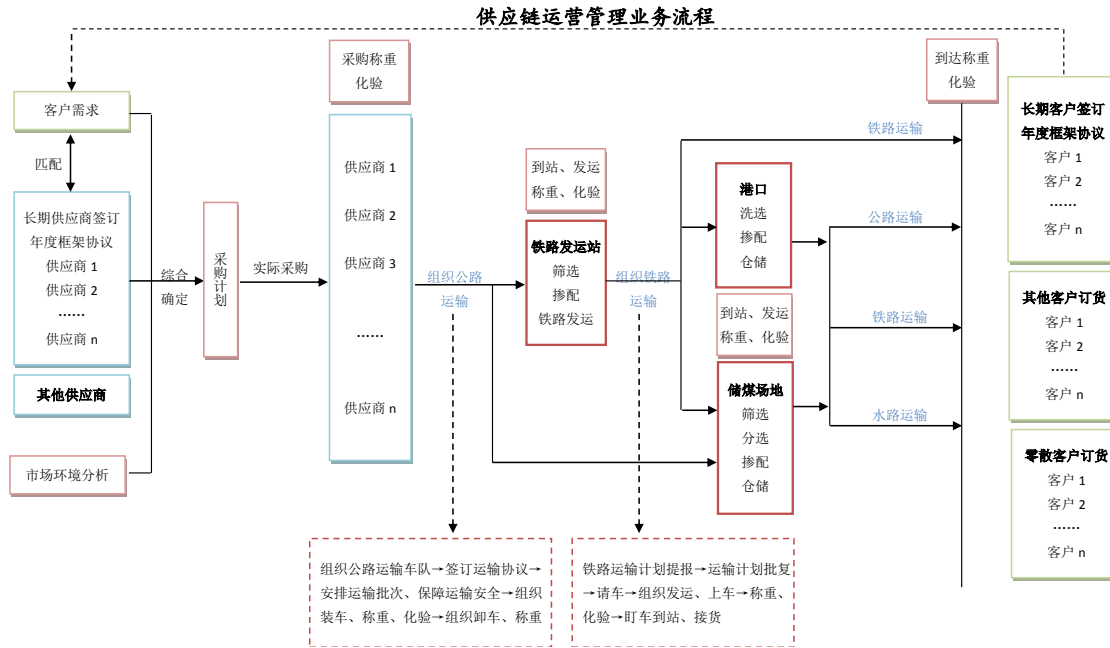 供应链运营管理业务流程
客户需求
匹配
长期供应商签订
年度框架协议
供应商 1
供应商 2
……
供应商 n
其他供应商
市场环境分析
综合
确定
采购计划
实际采购
采购称重
化验
供应商 1
供应商 2
供应商 3
……
供应商 n
组织公路
运输
到站、发运
称重、化验
铁路发运站
筛选
掺配
铁路发运
组织铁路
运输
港口
洗选
掺配
仓储
到站、发运
称重、化验
储煤场地
筛选
分选
掺配
仓储
铁路运输
公路运输
铁路运输
水路运输
到达称重
化验
长期客户签订
年度框架协议
客户 1
客户 2
……
客户 n
其他客户订货
客户 1
客户 2
……
客户 n
零散客户订货
客户 1
客户 2
……
客户 n
组织公路运输车队→签订运输协议→
安排运输批次、保障运输安全→组织
装车、称重、化验→组织卸车、称重
铁路运输计划提报→运输计划批复
→请车→组织发运、上车→称重、
化验→盯车到站、接货